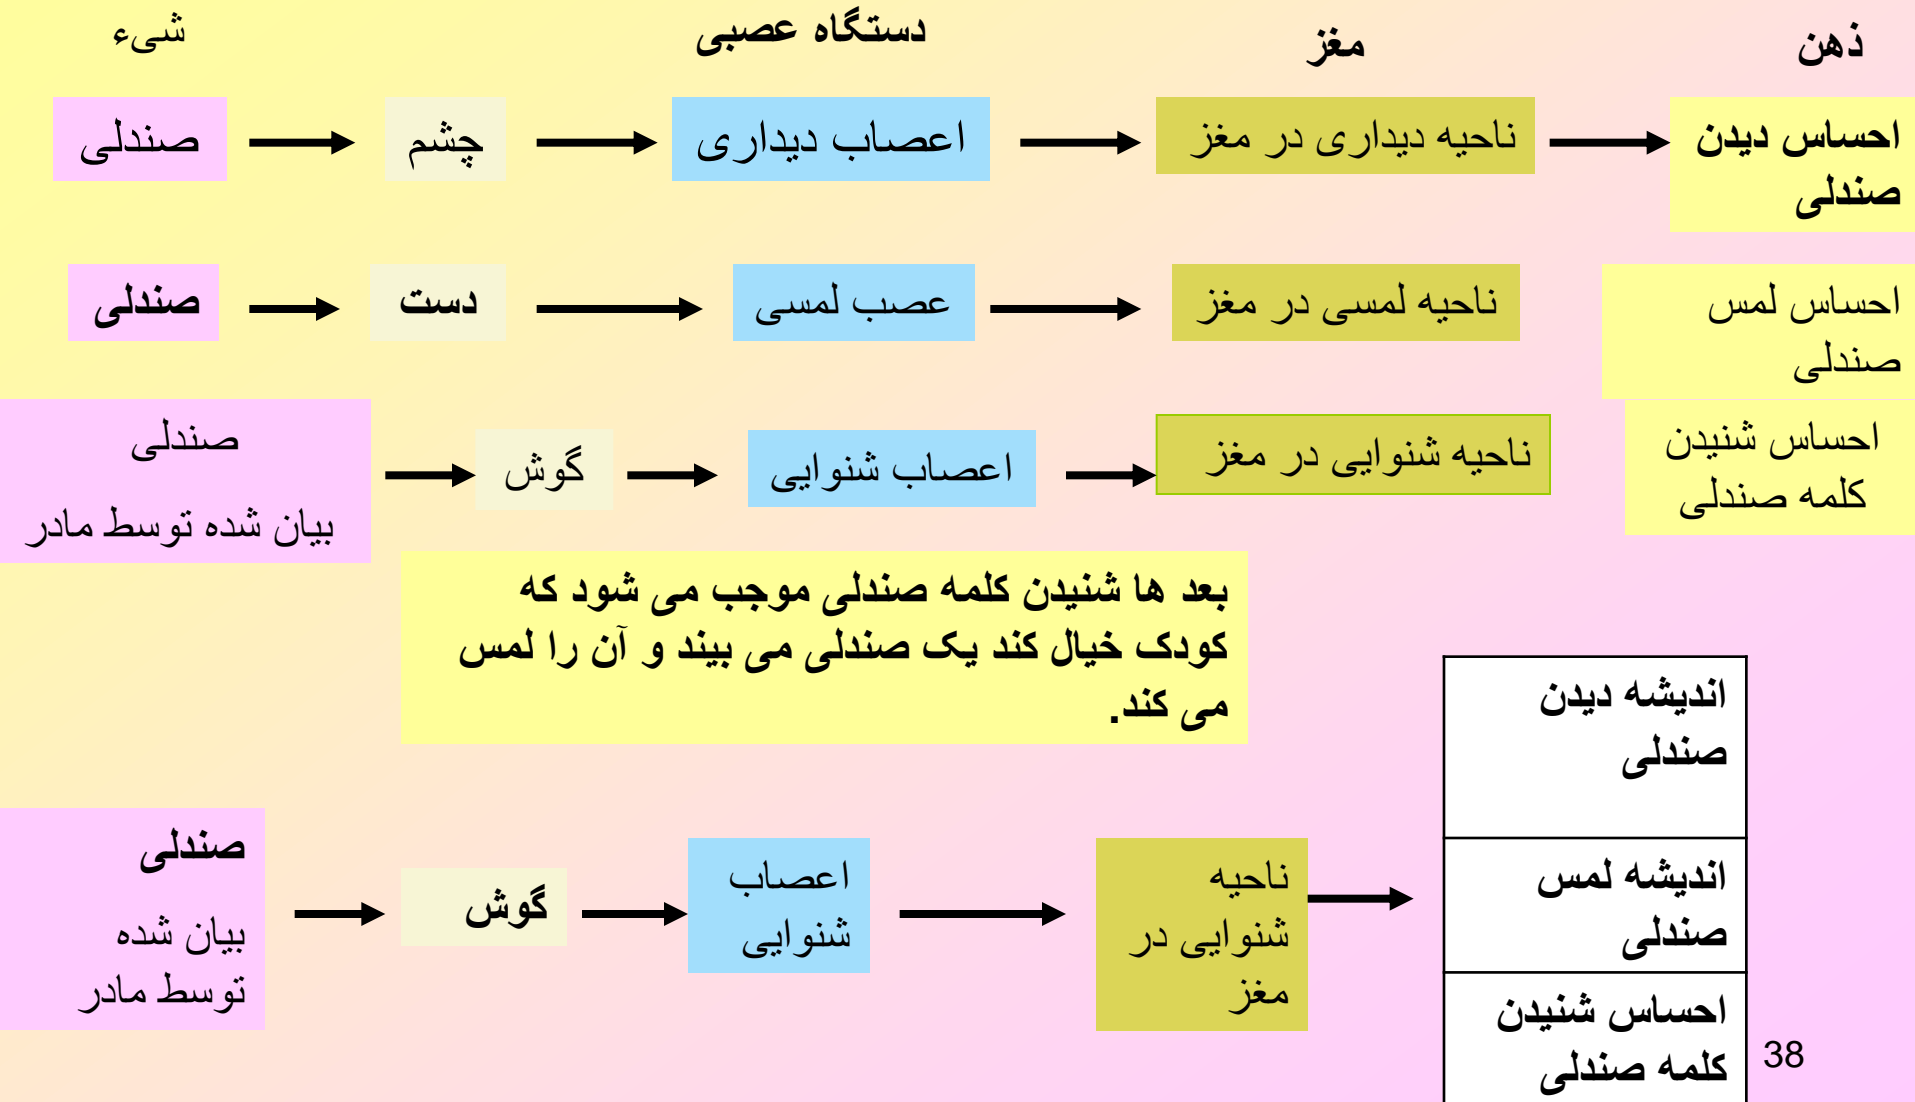 شیء
دستگاه عصبی
مغز
ذهن
صندلی
چشم
اعصاب دیداری
ناحیه دیداری در مغز
احساس دیدن
صندلی
صندلی
دست
عصب لمسی
ناحیه لمسی در مغز
احساس لمس
صندلی
صندلی
بیان شده توسط مادر
گوش
اعصاب شنوایی
ناحیه شنوایی در مغز
احساس شنیدن
کلمه صندلی
بعد ها شنیدن کلمه صندلی موجب می شود که
کودک خیال کند یک صندلی می بیند و آن را لمس
می کند.
صندلی
بیان شده
توسط مادر
گوش
اعصاب
شنوایی
ناحیه
شنوایی در
مغز
اندیشه دیدن
صندلی
اندیشه لمس
صندلی
احساس شنیدن
کلمه صندلی
38